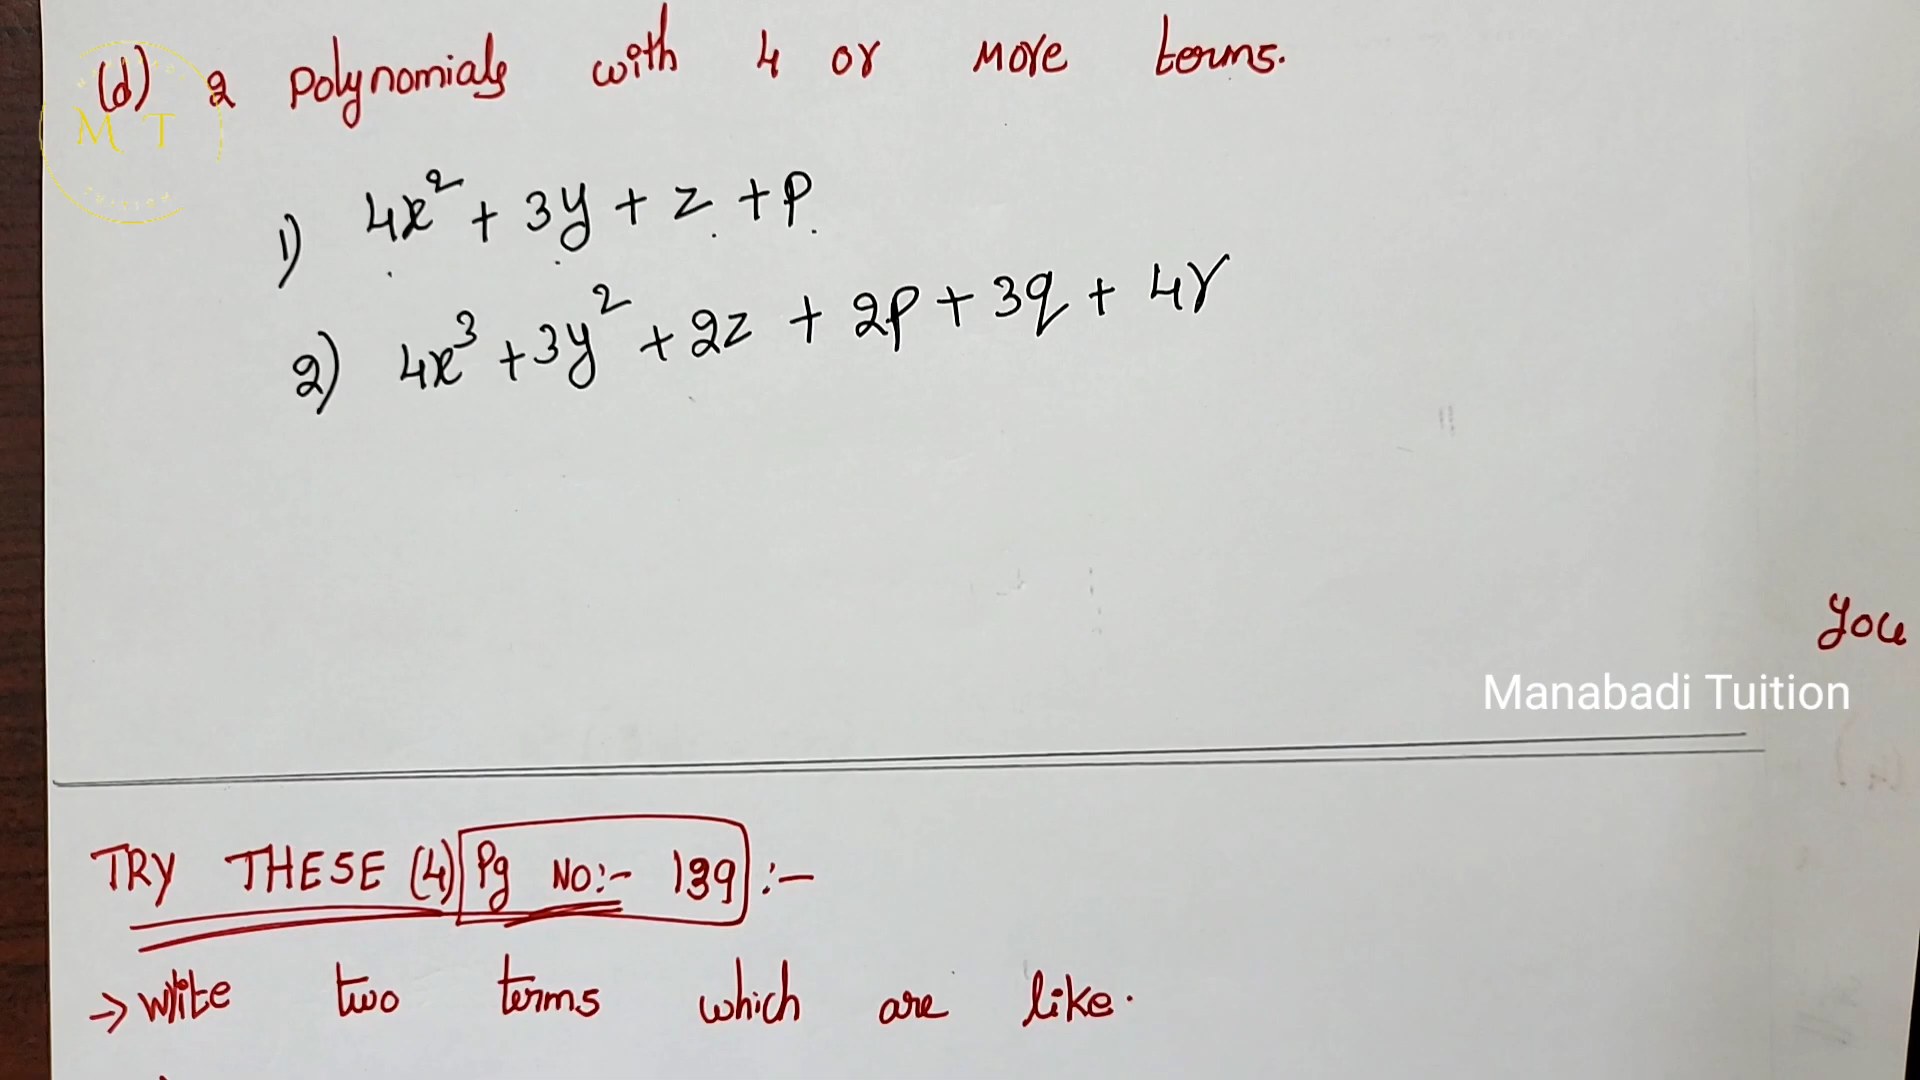 (d) 2 Polynomials with 4 or more terms.
M T
1) 4x² + 3y + z + p
2) 4x³ + 3y² + 2z + 2p + 3q + 4r
you
Manabadi Tuition
TRY THESE (4) Pg No:- 139 :-
→ write two terms which are like.